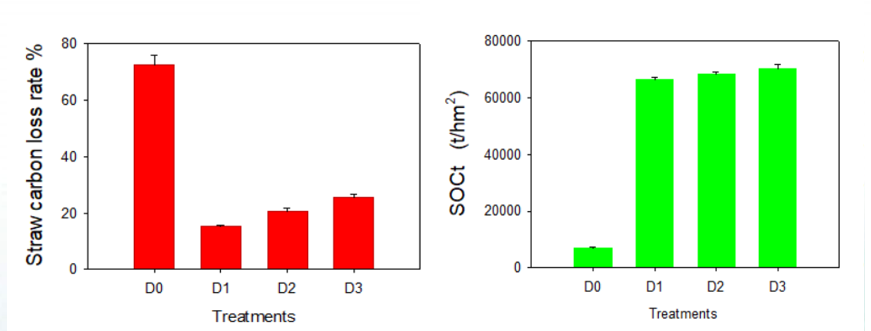 Straw carbon loss rate %
80
60
40
20
0
D0 D1 D2 D3
Treatments
SOCt (t/hm²)
80000
60000
40000
20000
0
D0 D1 D2 D3
Treatments